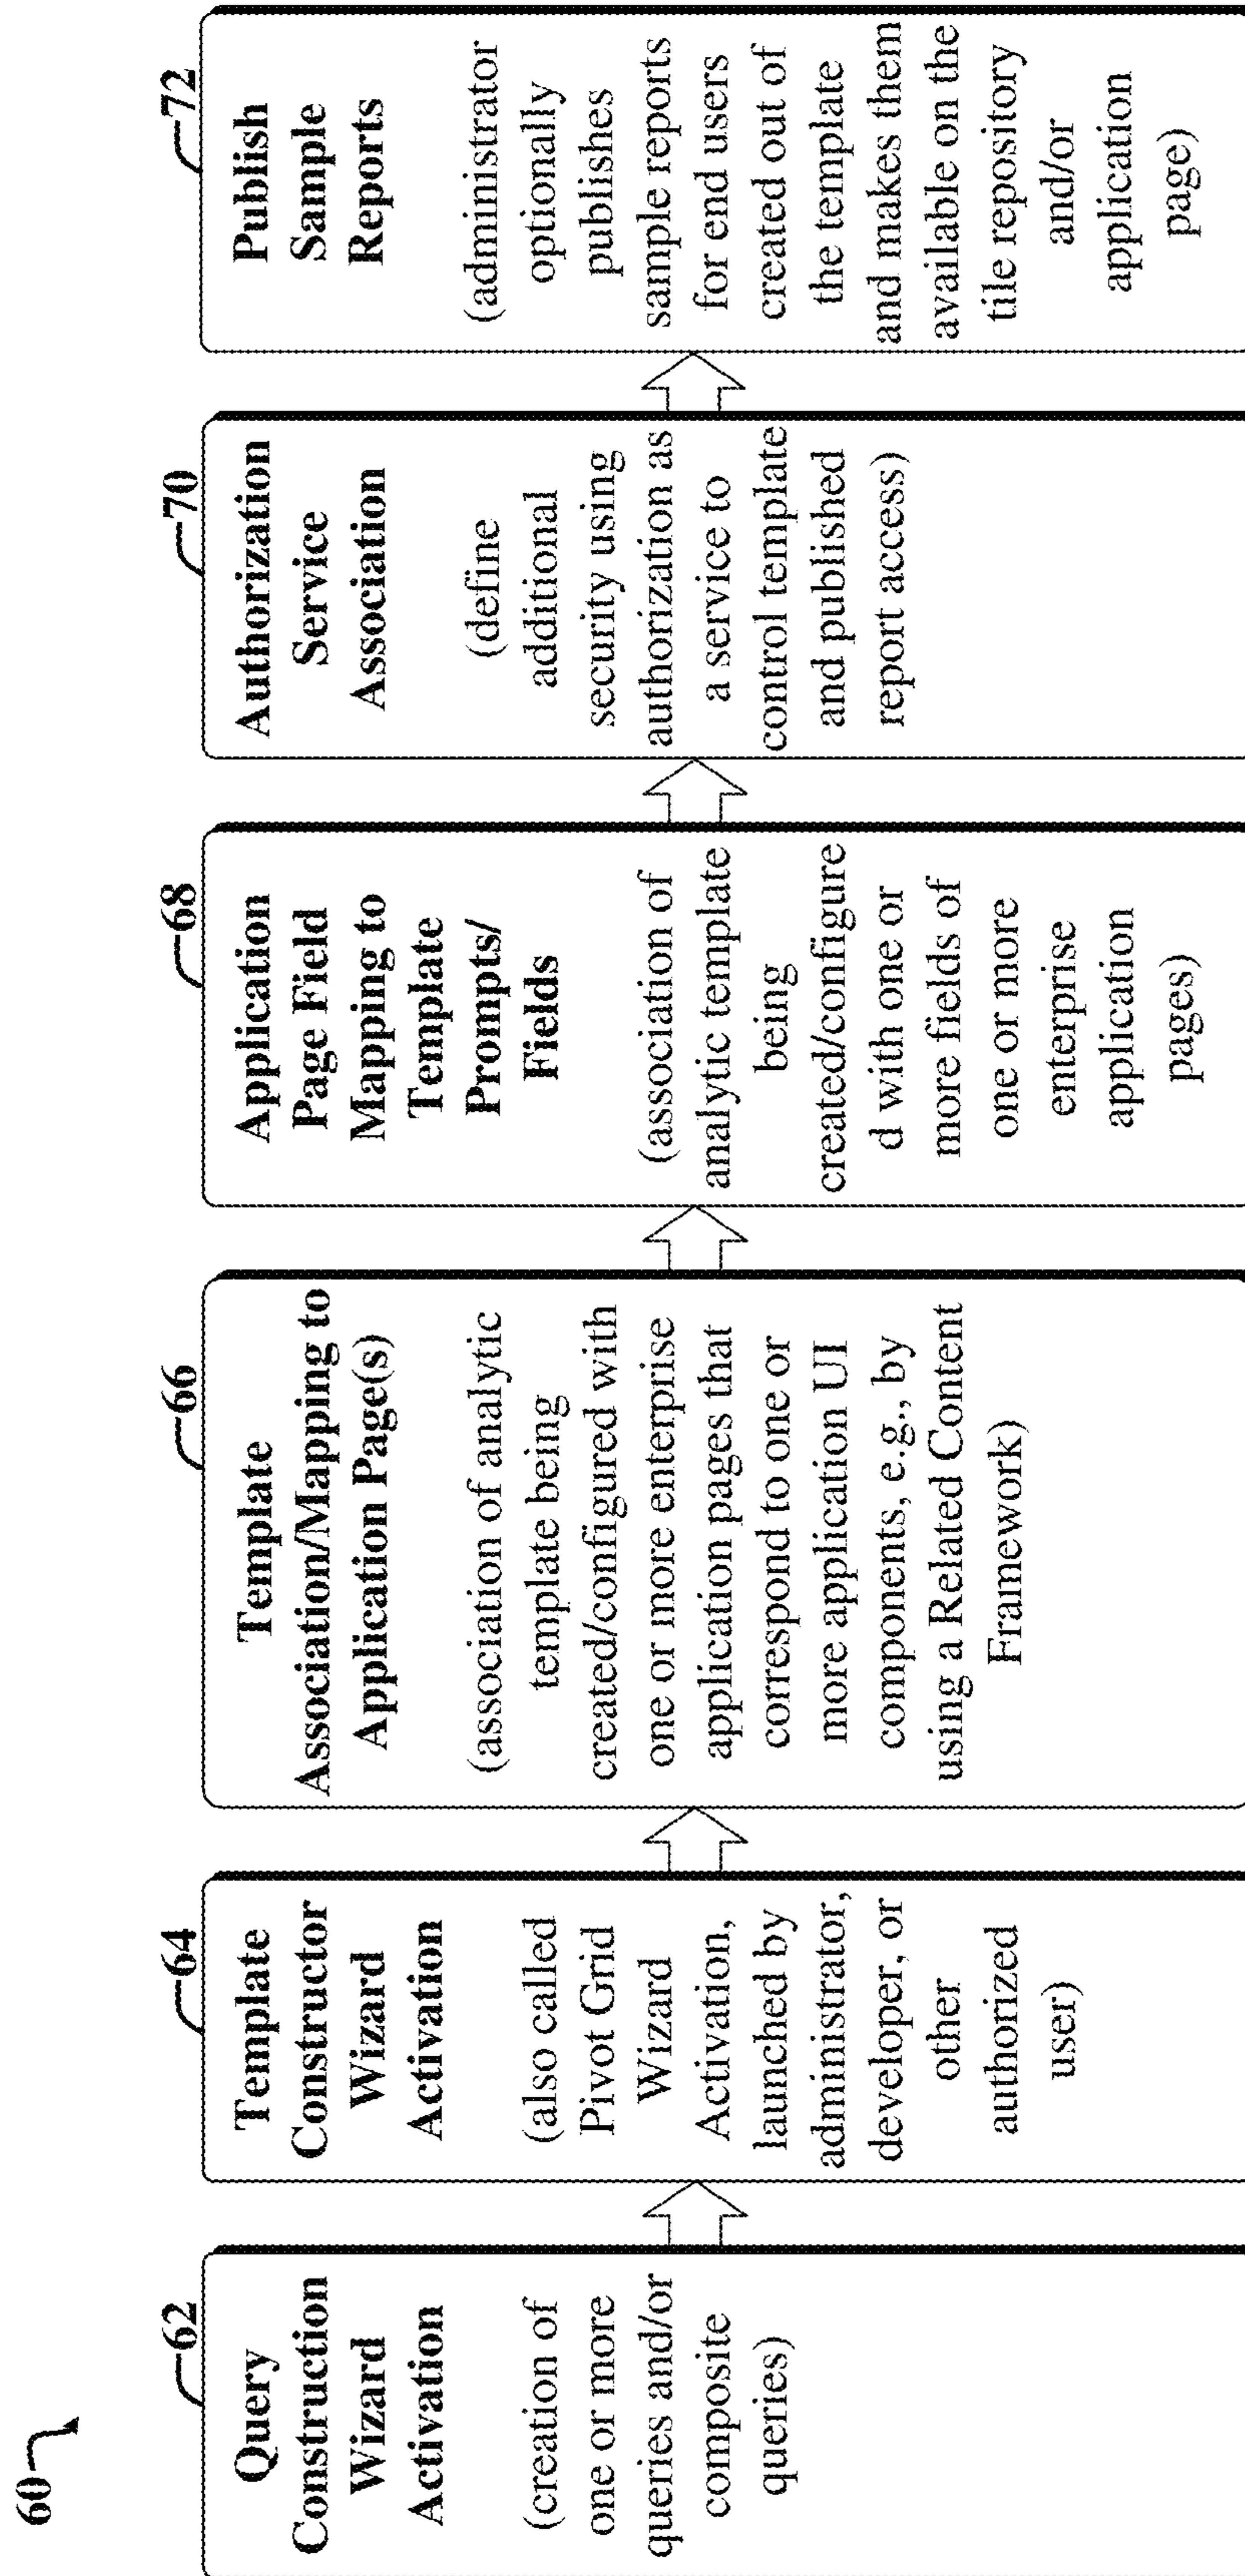 60
62
Query
Construction
Wizard
Activation
(creation of
one or more
queries and/or
composite
queries)
64
Template
Constructor
Wizard
Activation
(also called
Pivot Grid
Wizard
Activation,
launched by
administrator,
developer, or
other
authorized
user)
66
Template
Association/Mapping to
Application Page(s)
(association of analytic
template being
created/configured with
one or more enterprise
application pages that
correspond to one or
more application UI
components, e.g., by
using a Related Content
Framework)
68
Application
Page Field
Mapping to
Template
Prompts/
Fields
(association of
analytic template
being
created/configure
d with one or
more fields of
one or more
enterprise
application
pages)
70
Authorization
Service
Association
(define
additional
security using
authorization as
a service to
control template
and published
report access)
72
Publish
Sample
Reports
(administrator
optionally
publishes
sample reports
for end users
created out of
the template
and makes them
available on the
tile repository
and/or
application
page)